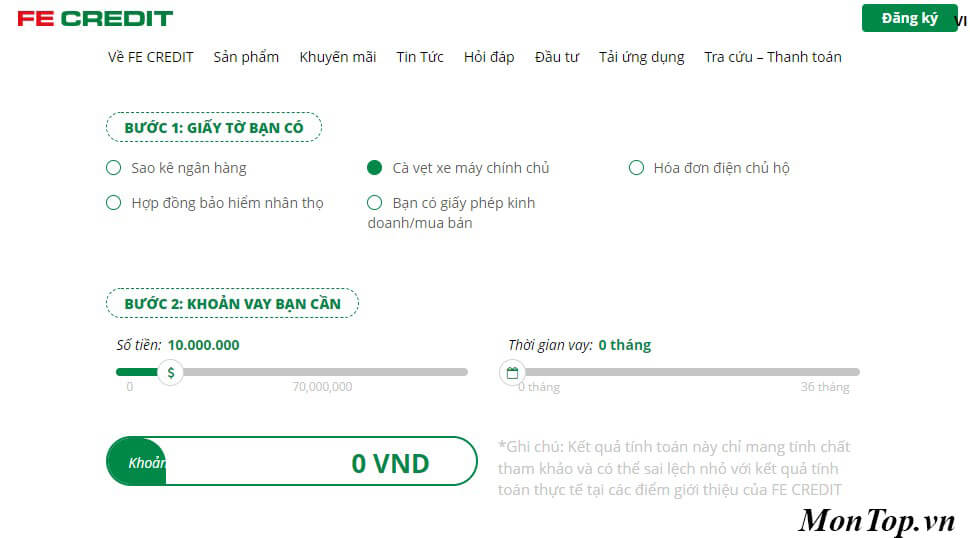 FE CREDIT
Đăng ký
VI
Về FE CREDIT Sản phẩm Khuyến mãi Tin Tức Hỏi đáp Đầu tư Tải ứng dụng Tra cứu – Thanh toán
BƯỚC 1: GIẤY TỜ BẠN CÓ
Sao kê ngân hàng Cà vẹt xe máy chính chủ Hóa đơn điện chủ hộ
Hợp đồng bảo hiểm nhân thọ Bạn có giấy phép kinh
doanh/mua bán
BƯỚC 2: KHOẢN VAY BẠN CẦN
Số tiền: 10.000.000 Thời gian vay: 0 tháng
0 70,000,000 0 tháng 36 tháng
Khoản 0 VND
*Ghi chú: Kết quả tính toán này chỉ mang tính chất
tham khảo và có thể sai lệch nhỏ với kết quả tính
toán thực tế tại các điểm giới thiệu của FE CREDIT
MonTop.vn